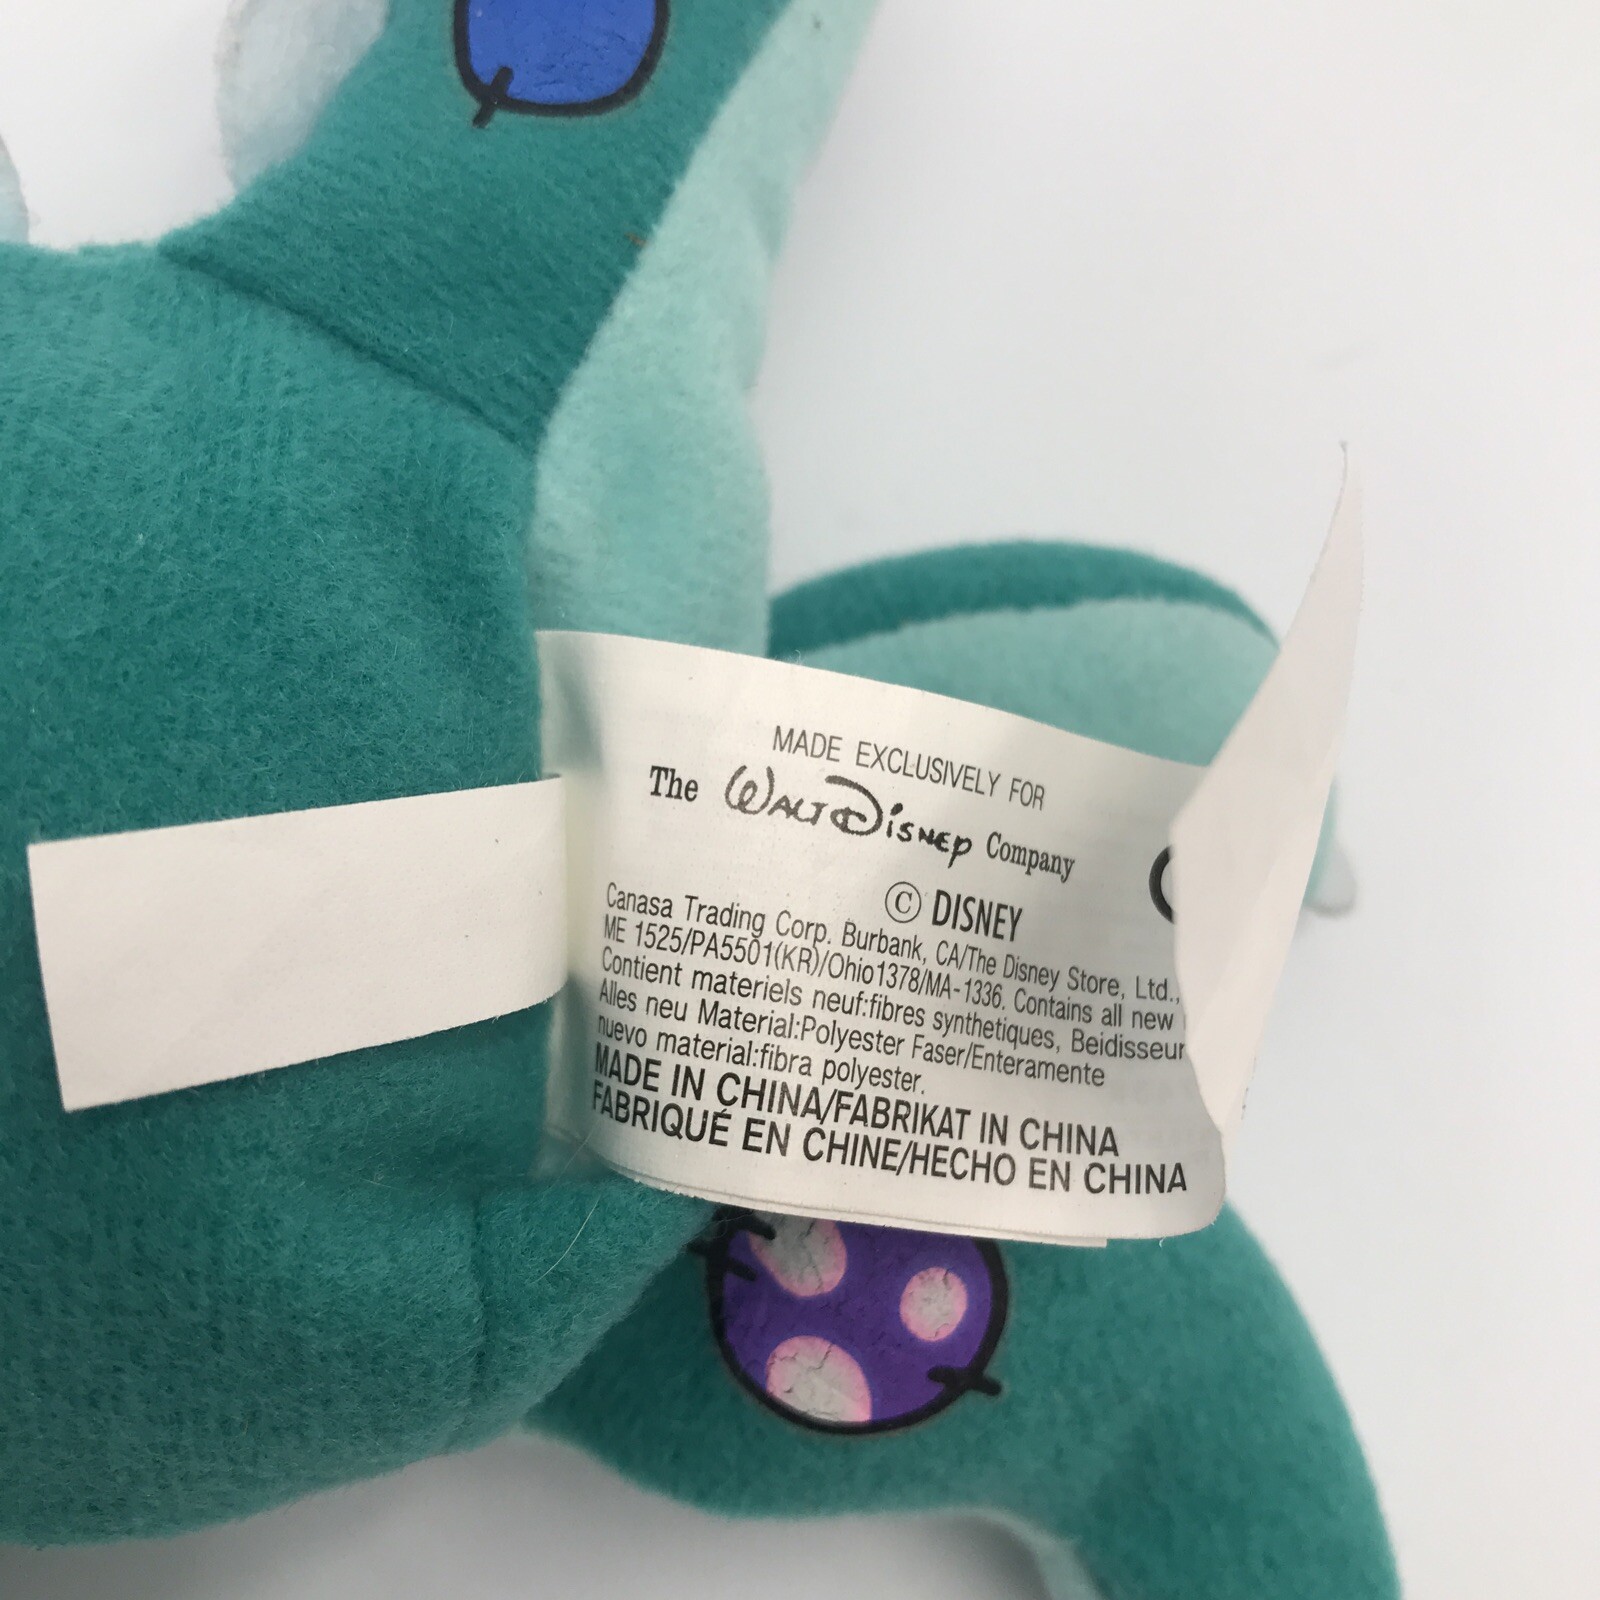 MADE EXCLUSIVELY FOR
The WALT DISNEY Company
© DISNEY
Canasa Trading Corp. Burbank, CA/The Disney Store, Ltd.,
ME 1525/PA5501(KR)/Ohio1378/MA-1336. Contains all new
Contient materiels neuf:fibres synthetiques, Beidisseur
Alles neu Material:Polyester Faser/Enteramente
nuevo material:fibra polyester.
MADE IN CHINA/FABRIKAT IN CHINA
FABRIQUÉ EN CHINE/HECHO EN CHINA